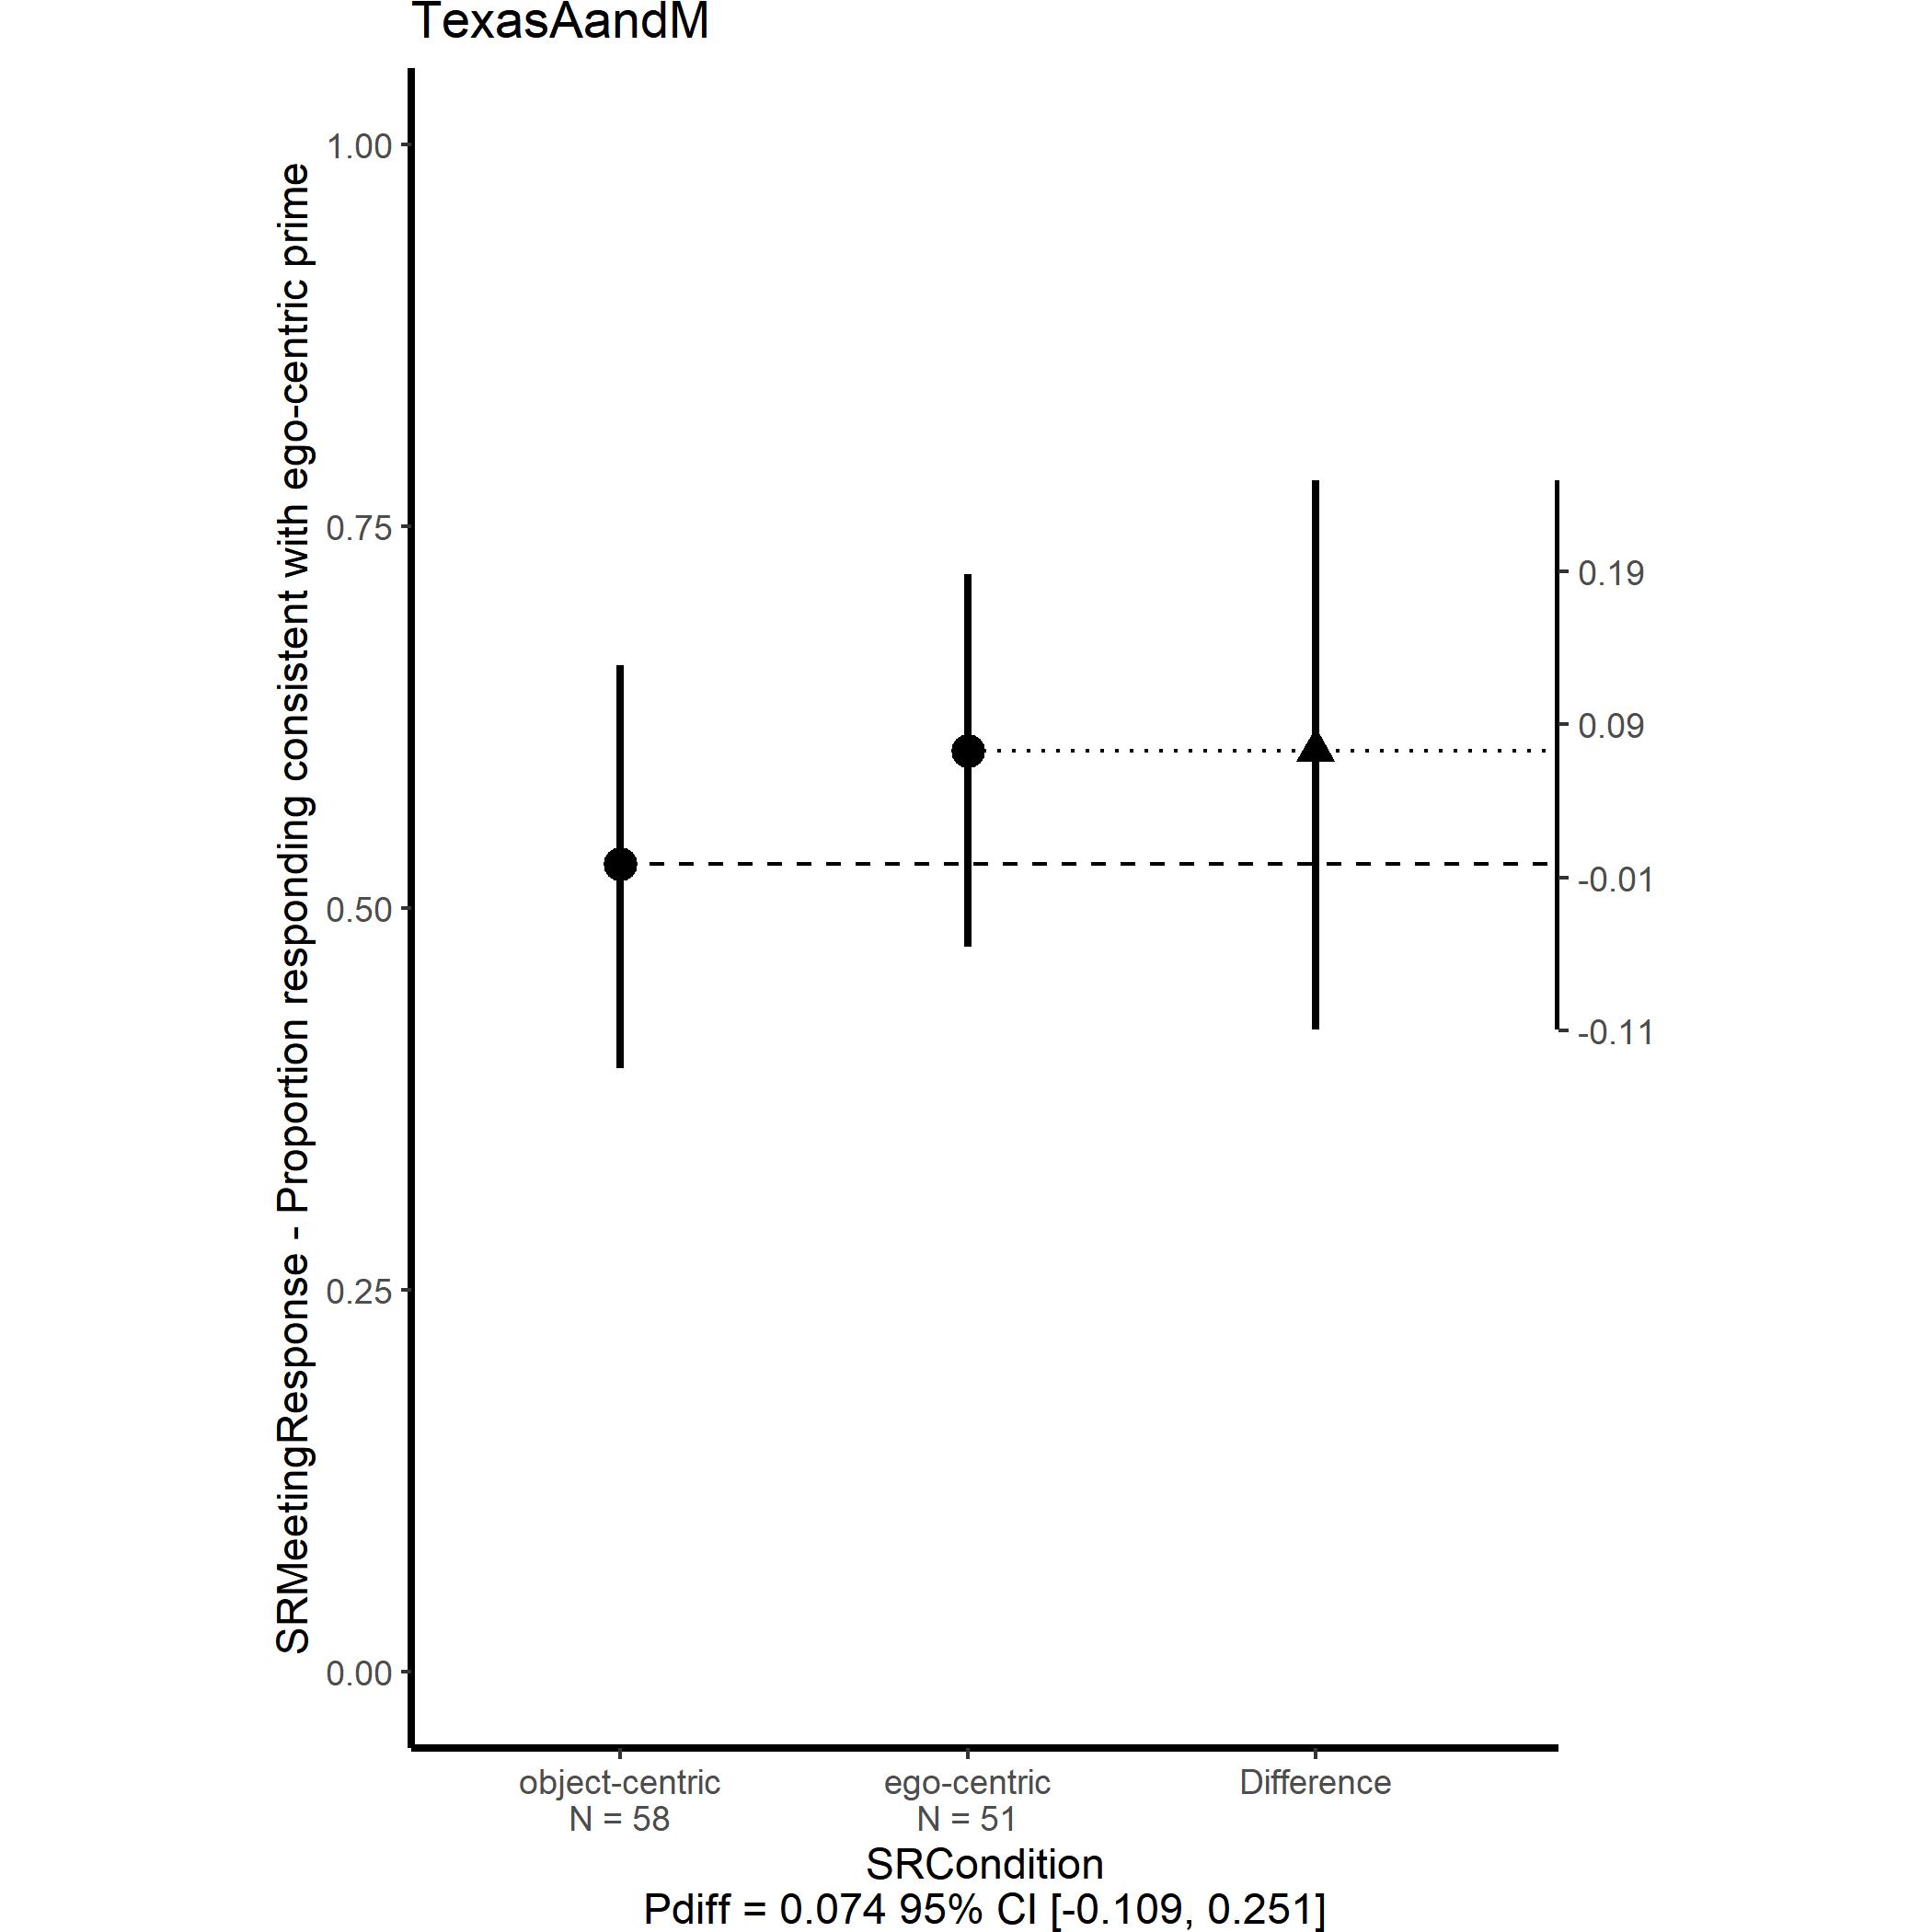 TexasAandM
SRMeetingResponse - Proportion responding consistent with ego-centric prime
1.00
0.75
0.50
0.25
0.00
0.19
0.09
-0.01
-0.11
object-centric
N = 58
ego-centric
N = 51
Difference
SRCondition
Pdiff = 0.074 95% CI [-0.109, 0.251]